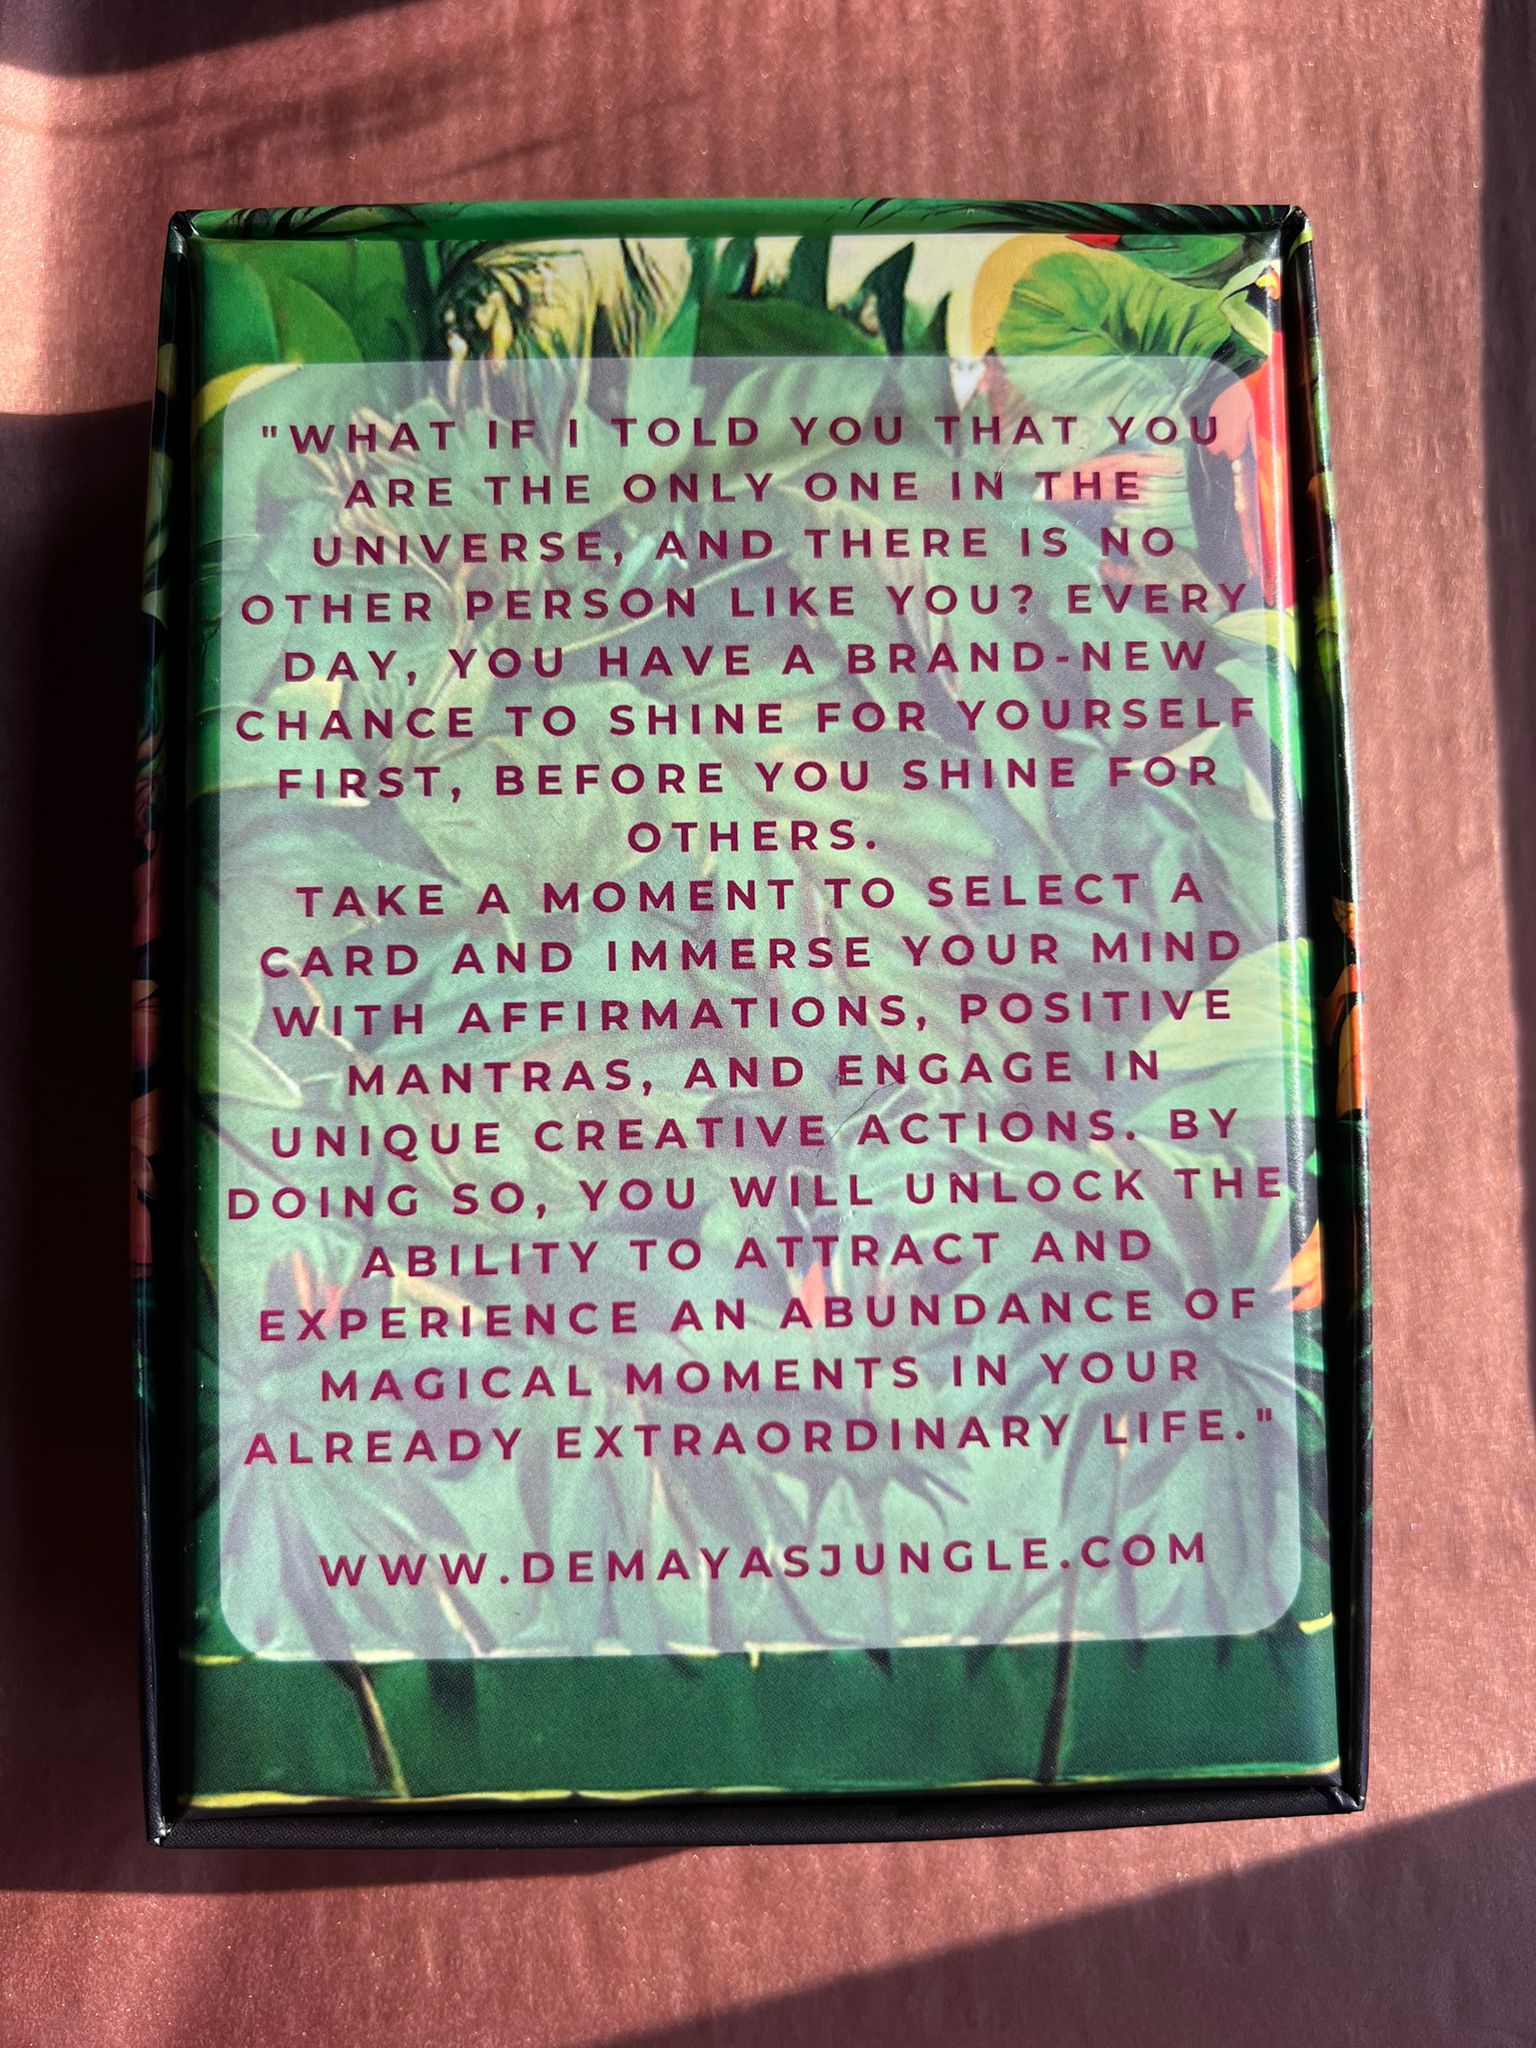 "WHAT IF I TOLD YOU THAT YOU
ARE THE ONLY ONE IN THE
UNIVERSE, AND THERE IS NO
OTHER PERSON LIKE YOU? EVERY
DAY, YOU HAVE A BRAND-NEW
CHANCE TO SHINE FOR YOURSELF
FIRST, BEFORE YOU SHINE FOR
OTHERS.
TAKE A MOMENT TO SELECT A
CARD AND IMMERSE YOUR MIND
WITH AFFIRMATIONS, POSITIVE
MANTRAS, AND ENGAGE IN
UNIQUE CREATIVE ACTIONS. BY
DOING SO, YOU WILL UNLOCK THE
ABILITY TO ATTRACT AND
EXPERIENCE AN ABUNDANCE OF
MAGICAL MOMENTS IN YOUR
ALREADY EXTRAORDINARY LIFE."
WWW.DEMAYASJUNGLE.COM